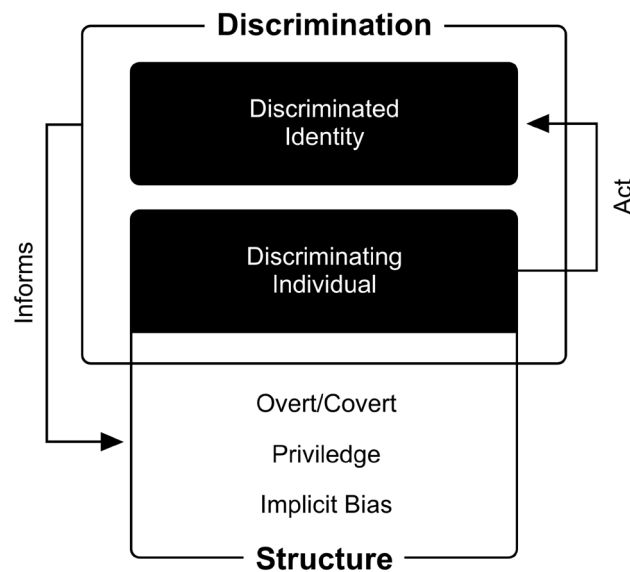 Discrimination
Discriminated
Identity
Act
Discriminating
Individual
Informs
Overt/Covert
Priviledge
Implicit Bias
Structure